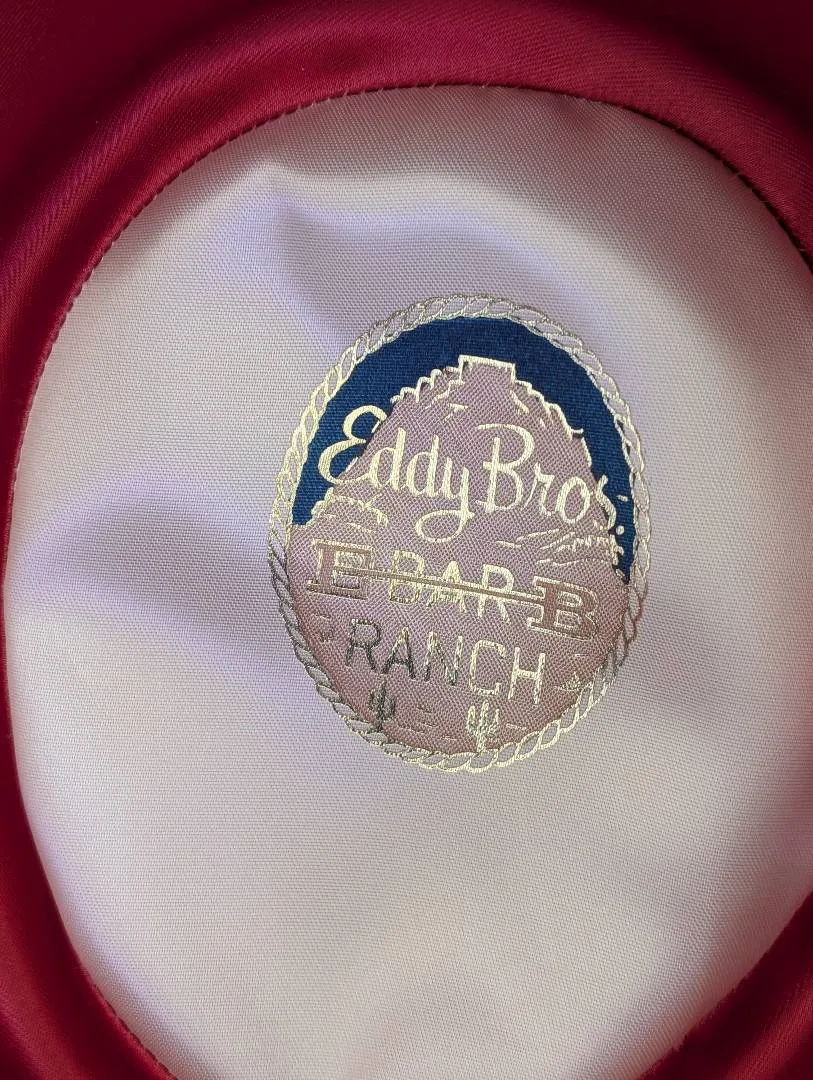 Eddy Bros.
E-BAR-B
RANCH